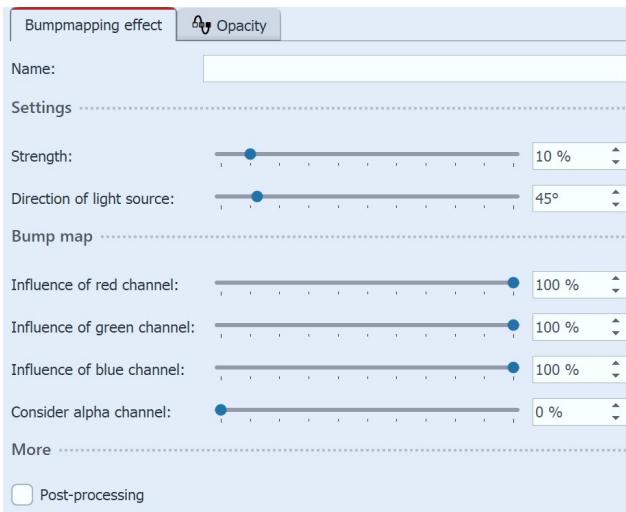 Bumpmapping effect Opacity
Name:
Settings
Strength: 10 %
Direction of light source: 45°
Bump map
Influence of red channel: 100 %
Influence of green channel: 100 %
Influence of blue channel: 100 %
Consider alpha channel: 0 %
More
Post-processing